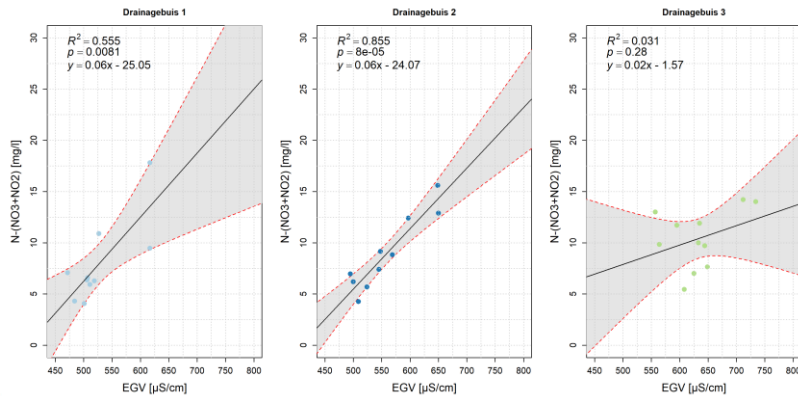 Drainagebuis 1
R² = 0.555
p = 0.0081
y = 0.06x - 25.05
N-(NO3+NO2) [mg/l]
30
25
20
15
10
5
0
450 500 550 600 650 700 750 800
EGV [µS/cm]
Drainagebuis 2
R² = 0.855
p = 8e-05
y = 0.06x - 24.07
N-(NO3+NO2) [mg/l]
30
25
20
15
10
5
0
450 500 550 600 650 700 750 800
EGV [µS/cm]
Drainagebuis 3
R² = 0.031
p = 0.28
y = 0.02x - 1.57
N-(NO3+NO2) [mg/l]
30
25
20
15
10
5
0
450 500 550 600 650 700 750 800
EGV [µS/cm]